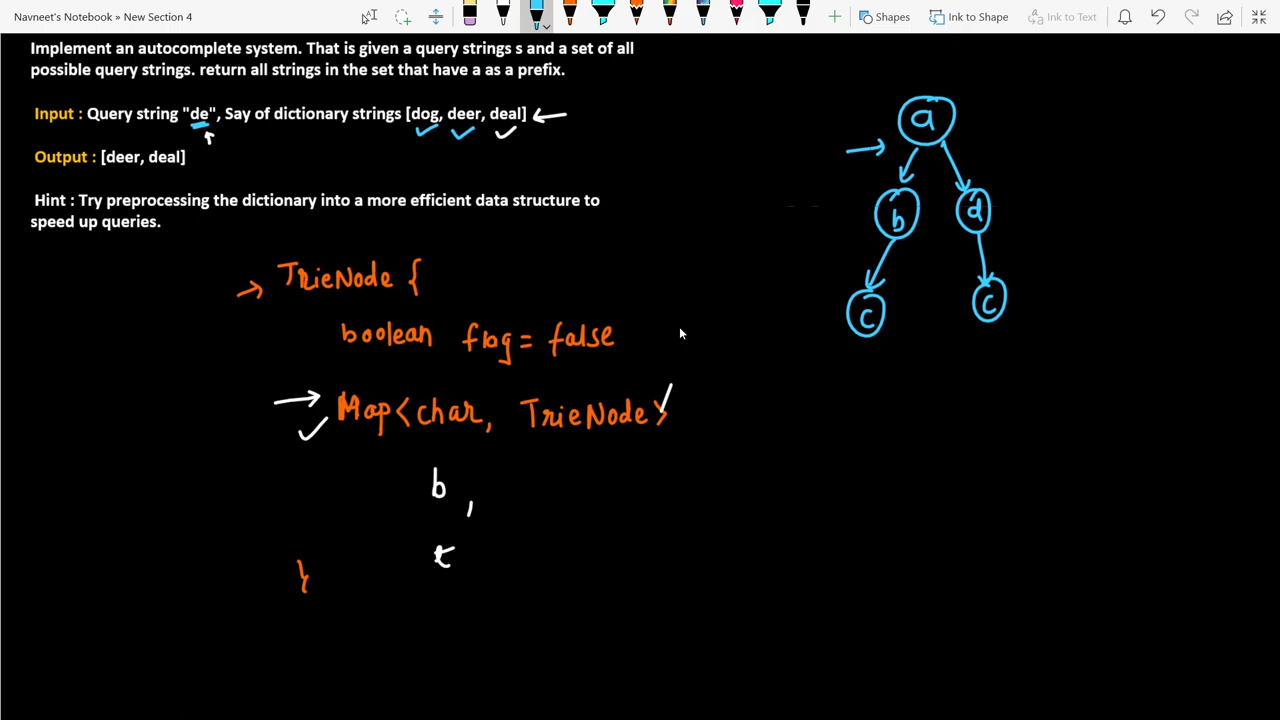 Navneet's Notebook » New Section 4
Shapes
Ink to Shape
Ink to Text
Implement an autocomplete system. That is given a query strings s and a set of all
possible query strings. return all strings in the set that have a as a prefix.
Input : Query string "de", Say of dictionary strings [dog, deer, deal]
Output : [deer, deal]
Hint : Try preprocessing the dictionary into a more efficient data structure to
speed up queries.
TrieNode {
boolean flag = false
Map<char, TrieNode>
b ,
}
a
b d
c c